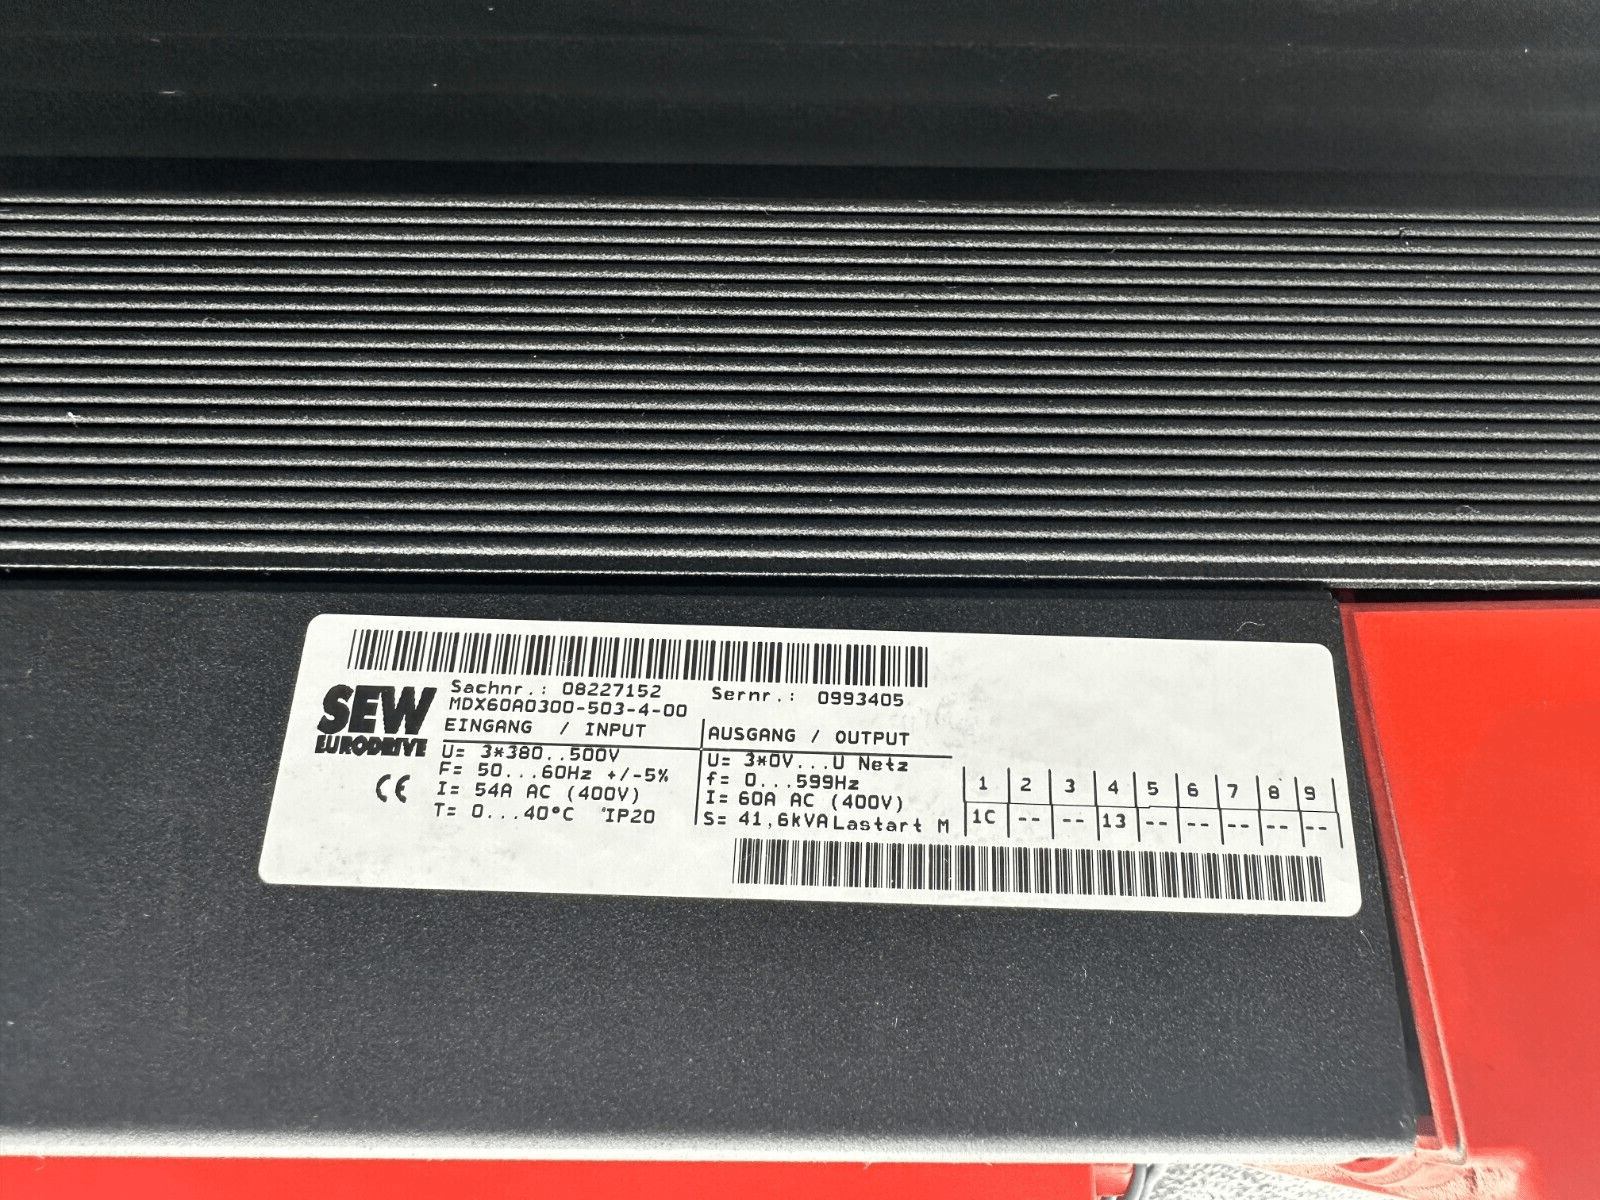 Sachnr.: 08227152 Sernr.: 0993405
MDX60A0300-503-4-00
SEW
EURODRIVE
CE
EINGANG / INPUT
U= 3*380..500V
F= 50...60Hz +/-5%
I= 54A AC (400V)
T= 0...40°C IP20
AUSGANG / OUTPUT
U= 3*0V...U Netz
f= 0...599Hz
I= 60A AC (400V)
S= 41,6kVA Lastart M
1 2 3 4 5 6 7 8 9
1C -- -- 13 -- -- -- -- --